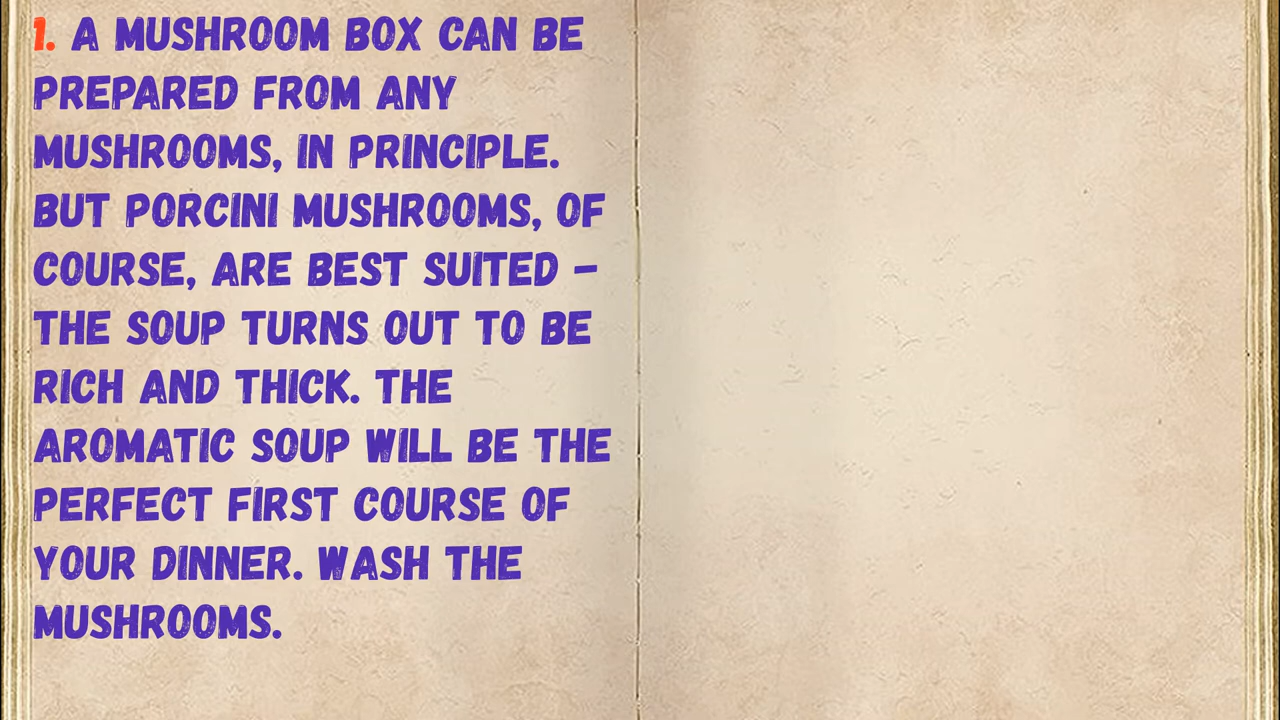 1. A MUSHROOM BOX CAN BE
PREPARED FROM ANY
MUSHROOMS, IN PRINCIPLE.
BUT PORCINI MUSHROOMS, OF
COURSE, ARE BEST SUITED –
THE SOUP TURNS OUT TO BE
RICH AND THICK. THE
AROMATIC SOUP WILL BE THE
PERFECT FIRST COURSE OF
YOUR DINNER. WASH THE
MUSHROOMS.